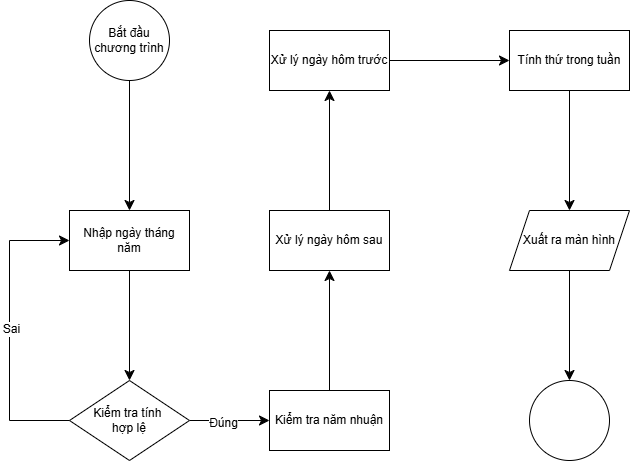 Bắt đầu
chương trình
Nhập ngày tháng
năm
Sai
Kiểm tra tính
hợp lệ
Đúng
Kiểm tra năm nhuận
Xử lý ngày hôm sau
Xử lý ngày hôm trước
Tính thứ trong tuần
Xuất ra màn hình